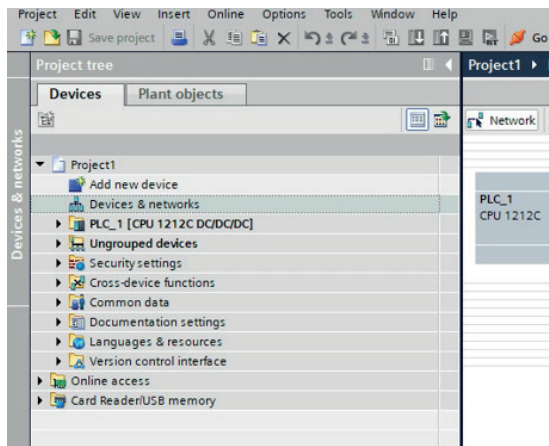 Project Edit View Insert Online Options Tools Window Help
Save project Go
Project tree
Project1
Devices Plant objects
Network
Devices & networks
Project1
Add new device
Devices & networks
PLC_1 [CPU 1212C DC/DC/DC]
Ungrouped devices
Security settings
Cross-device functions
Common data
Documentation settings
Languages & resources
Version control interface
Online access
Card Reader/USB memory
PLC_1
CPU 1212C